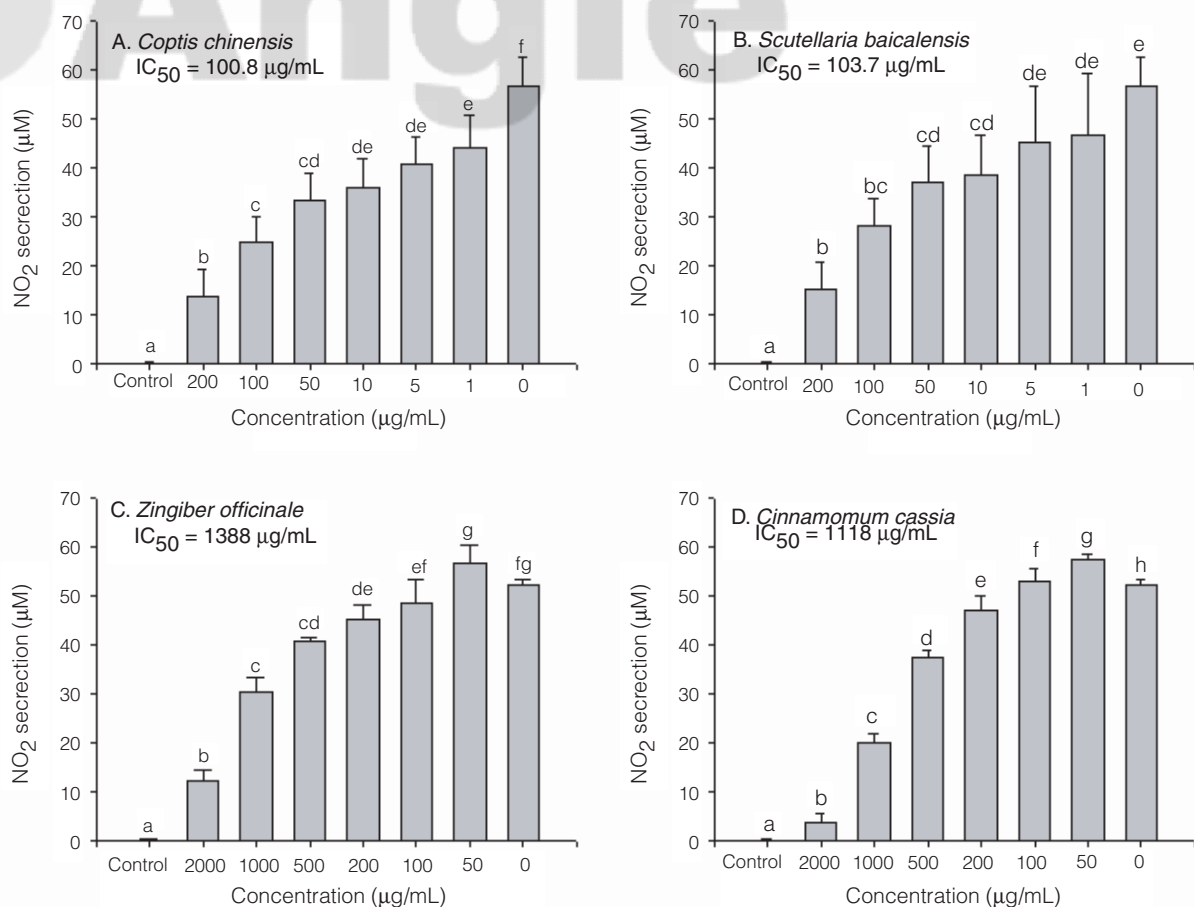 Angle
A. Coptis chinensis
IC50 = 100.8 µg/mL
NO2 secrection (µM)
70
60
50
40
30
20
10
0
a
b
c
cd
de
de
e
f
Control 200 100 50 10 5 1 0
Concentration (µg/mL)
B. Scutellaria baicalensis
IC50 = 103.7 µg/mL
NO2 secrection (µM)
70
60
50
40
30
20
10
0
a
b
bc
cd
cd
de
de
e
Control 200 100 50 10 5 1 0
Concentration (µg/mL)
C. Zingiber officinale
IC50 = 1388 µg/mL
NO2 secrection (µM)
70
60
50
40
30
20
10
0
a
b
c
cd
de
ef
g
fg
Control 2000 1000 500 200 100 50 0
Concentration (µg/mL)
D. Cinnamomum cassia
IC50 = 1118 µg/mL
NO2 secrection (µM)
70
60
50
40
30
20
10
0
a
b
c
d
e
f
g
h
Control 2000 1000 500 200 100 50 0
Concentration (µg/mL)